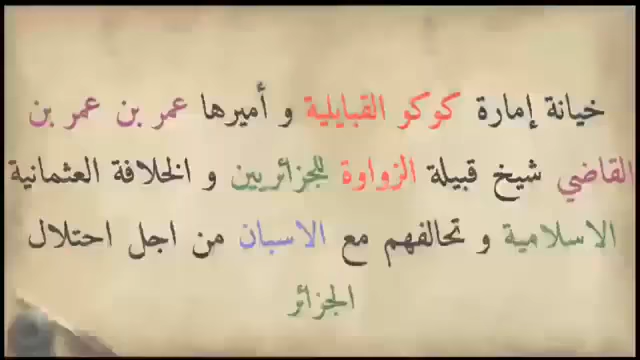 خيانة إمارة كوكو القبايلية و أميرها عمر بن عمر بن
القاضي شيخ قبيلة الزواوة للجزائريين و الخلافة العثمانية
الاسلامية و تحالفهم مع الاسبان من اجل احتلال
الجزائر